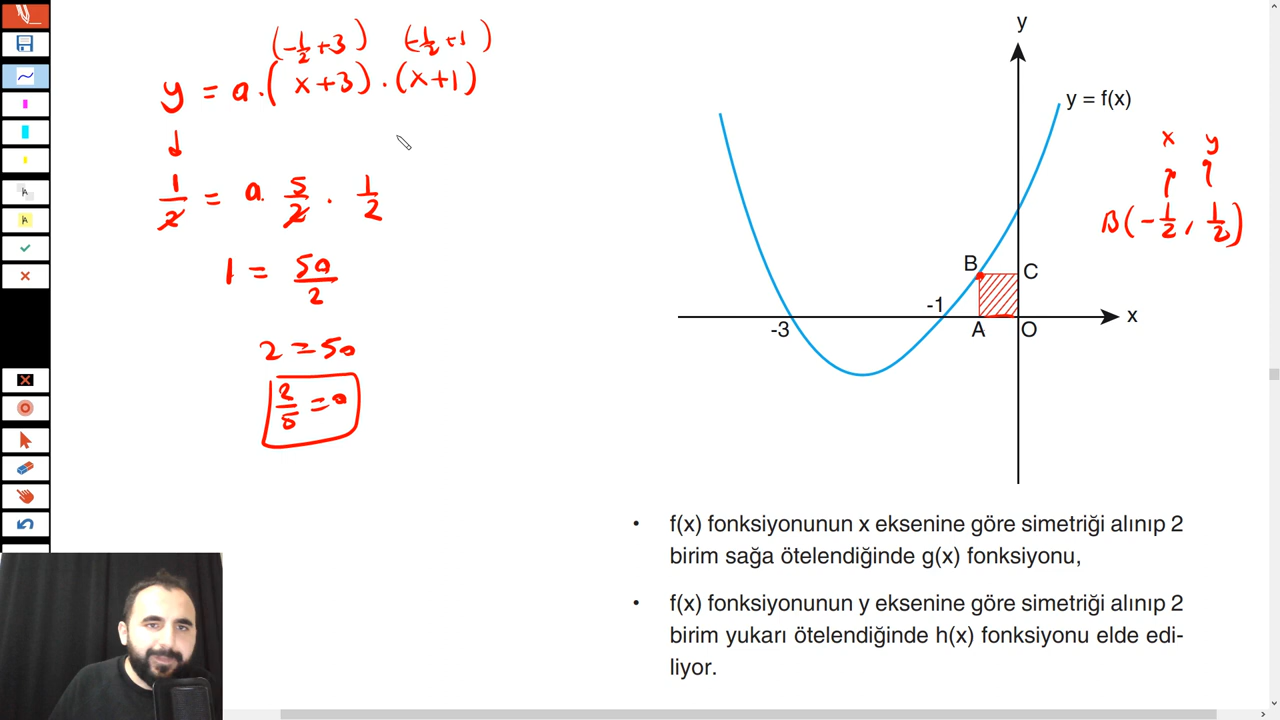 (-1/2+3) (-1/2+1)
y = a.(x+3).(x+1)
↓
1/2 = a. 5/2 . 1/2
1 = 5a/2
2 = 5a
2/5 = a
y
y = f(x)
x y
B(-1/2, 1/2)
B
C
-1
-3
A
O
x
• f(x) fonksiyonunun x eksenine göre simetriği alınıp 2
birim sağa ötelendiğinde g(x) fonksiyonu,
• f(x) fonksiyonunun y eksenine göre simetriği alınıp 2
birim yukarı ötelendiğinde h(x) fonksiyonu elde edi-
liyor.